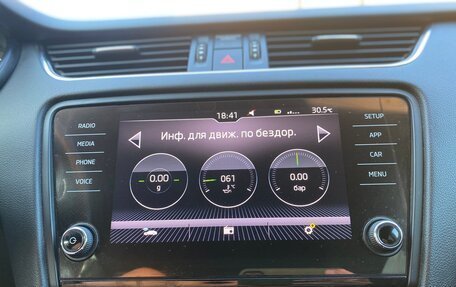 18:41 30.5°C
RADIO
MEDIA
PHONE
VOICE
Инф. для движ. по бездор.
0.00 061 0.00
g °C бар
SETUP
APP
CAR
MENU